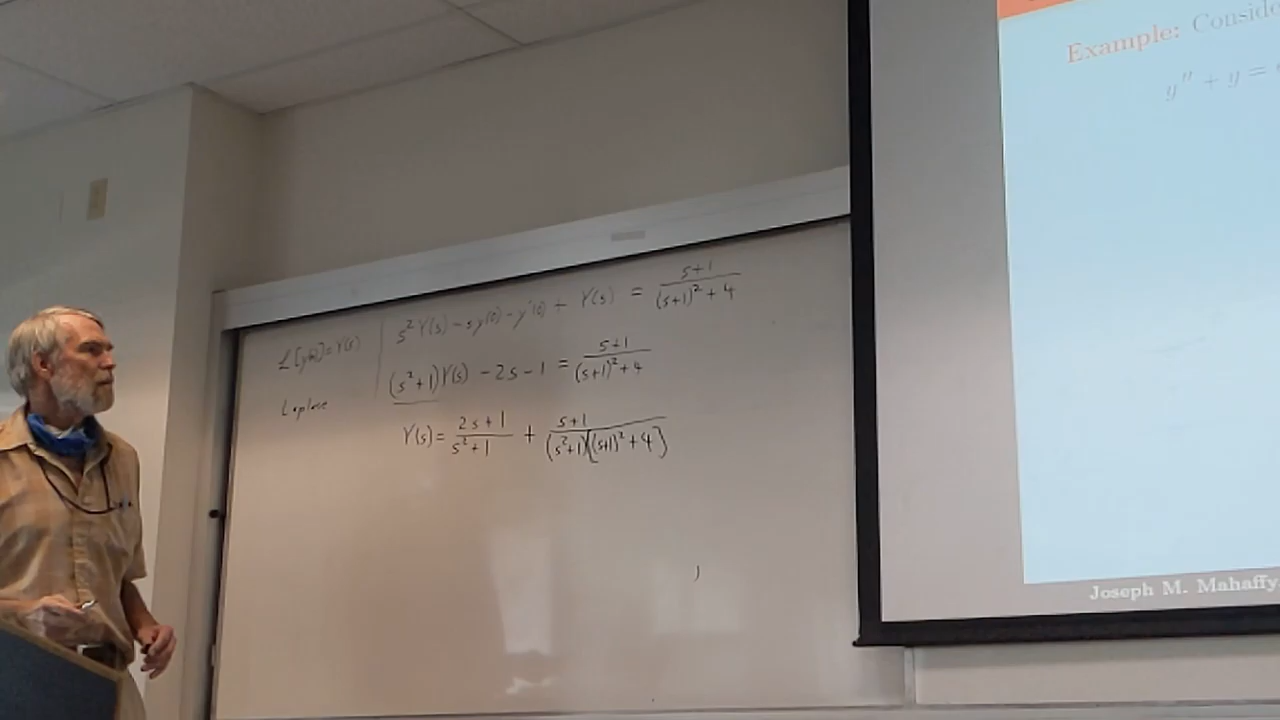 s²Y(s) - sy(0) - y'(0) + Y(s) = (s+1)/((s+1)² + 4)
ℒ[y(t)] = Y(s)
(s²+1)Y(s) - 2s - 1 = (s+1)/((s+1)² + 4)
Laplace
Y(s) = (2s+1)/(s²+1) + (s+1)/((s²+1)[(s+1)² + 4])
Example: Conside
y'' + y =
Joseph M. Mahaffy